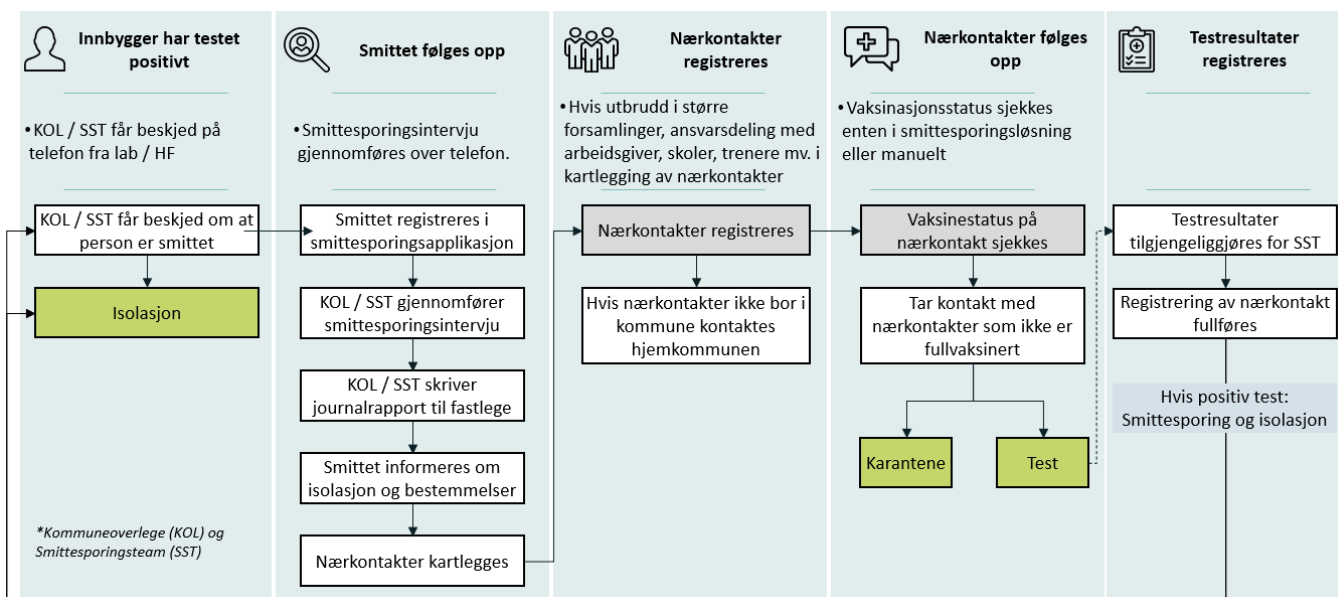 Innbygger har testet
positivt
•KOL / SST får beskjed på
telefon fra lab / HF
KOL / SST får beskjed om at
person er smittet
Isolasjon
*Kommuneoverlege (KOL) og
Smittesporingsteam (SST)
Smittet følges opp
•Smittesporingsintervju
gjennomføres over telefon.
Smittet registreres i
smittesporingsapplikasjon
KOL / SST gjennomfører
smittesporingsintervju
KOL / SST skriver
journalrapport til fastlege
Smittet informeres om
isolasjon og bestemmelser
Nærkontakter kartlegges
Nærkontakter
registreres
•Hvis utbrudd i større
forsamlinger, ansvarsdeling med
arbeidsgiver, skoler, trenere mv. i
kartlegging av nærkontakter
Nærkontakter registreres
Hvis nærkontakter ikke bor i
kommune kontaktes
hjemkommunen
Nærkontakter følges
opp
•Vaksinasjonsstatus sjekkes
enten i smittesporingsløsning
eller manuelt
Vaksinestatus på
nærkontakt sjekkes
Tar kontakt med
nærkontakter som ikke er
fullvaksinert
Karantene
Test
Testresultater
registreres
Testresultater
tilgjengeliggjøres for SST
Registrering av nærkontakt
fullføres
Hvis positiv test:
Smittesporing og isolasjon